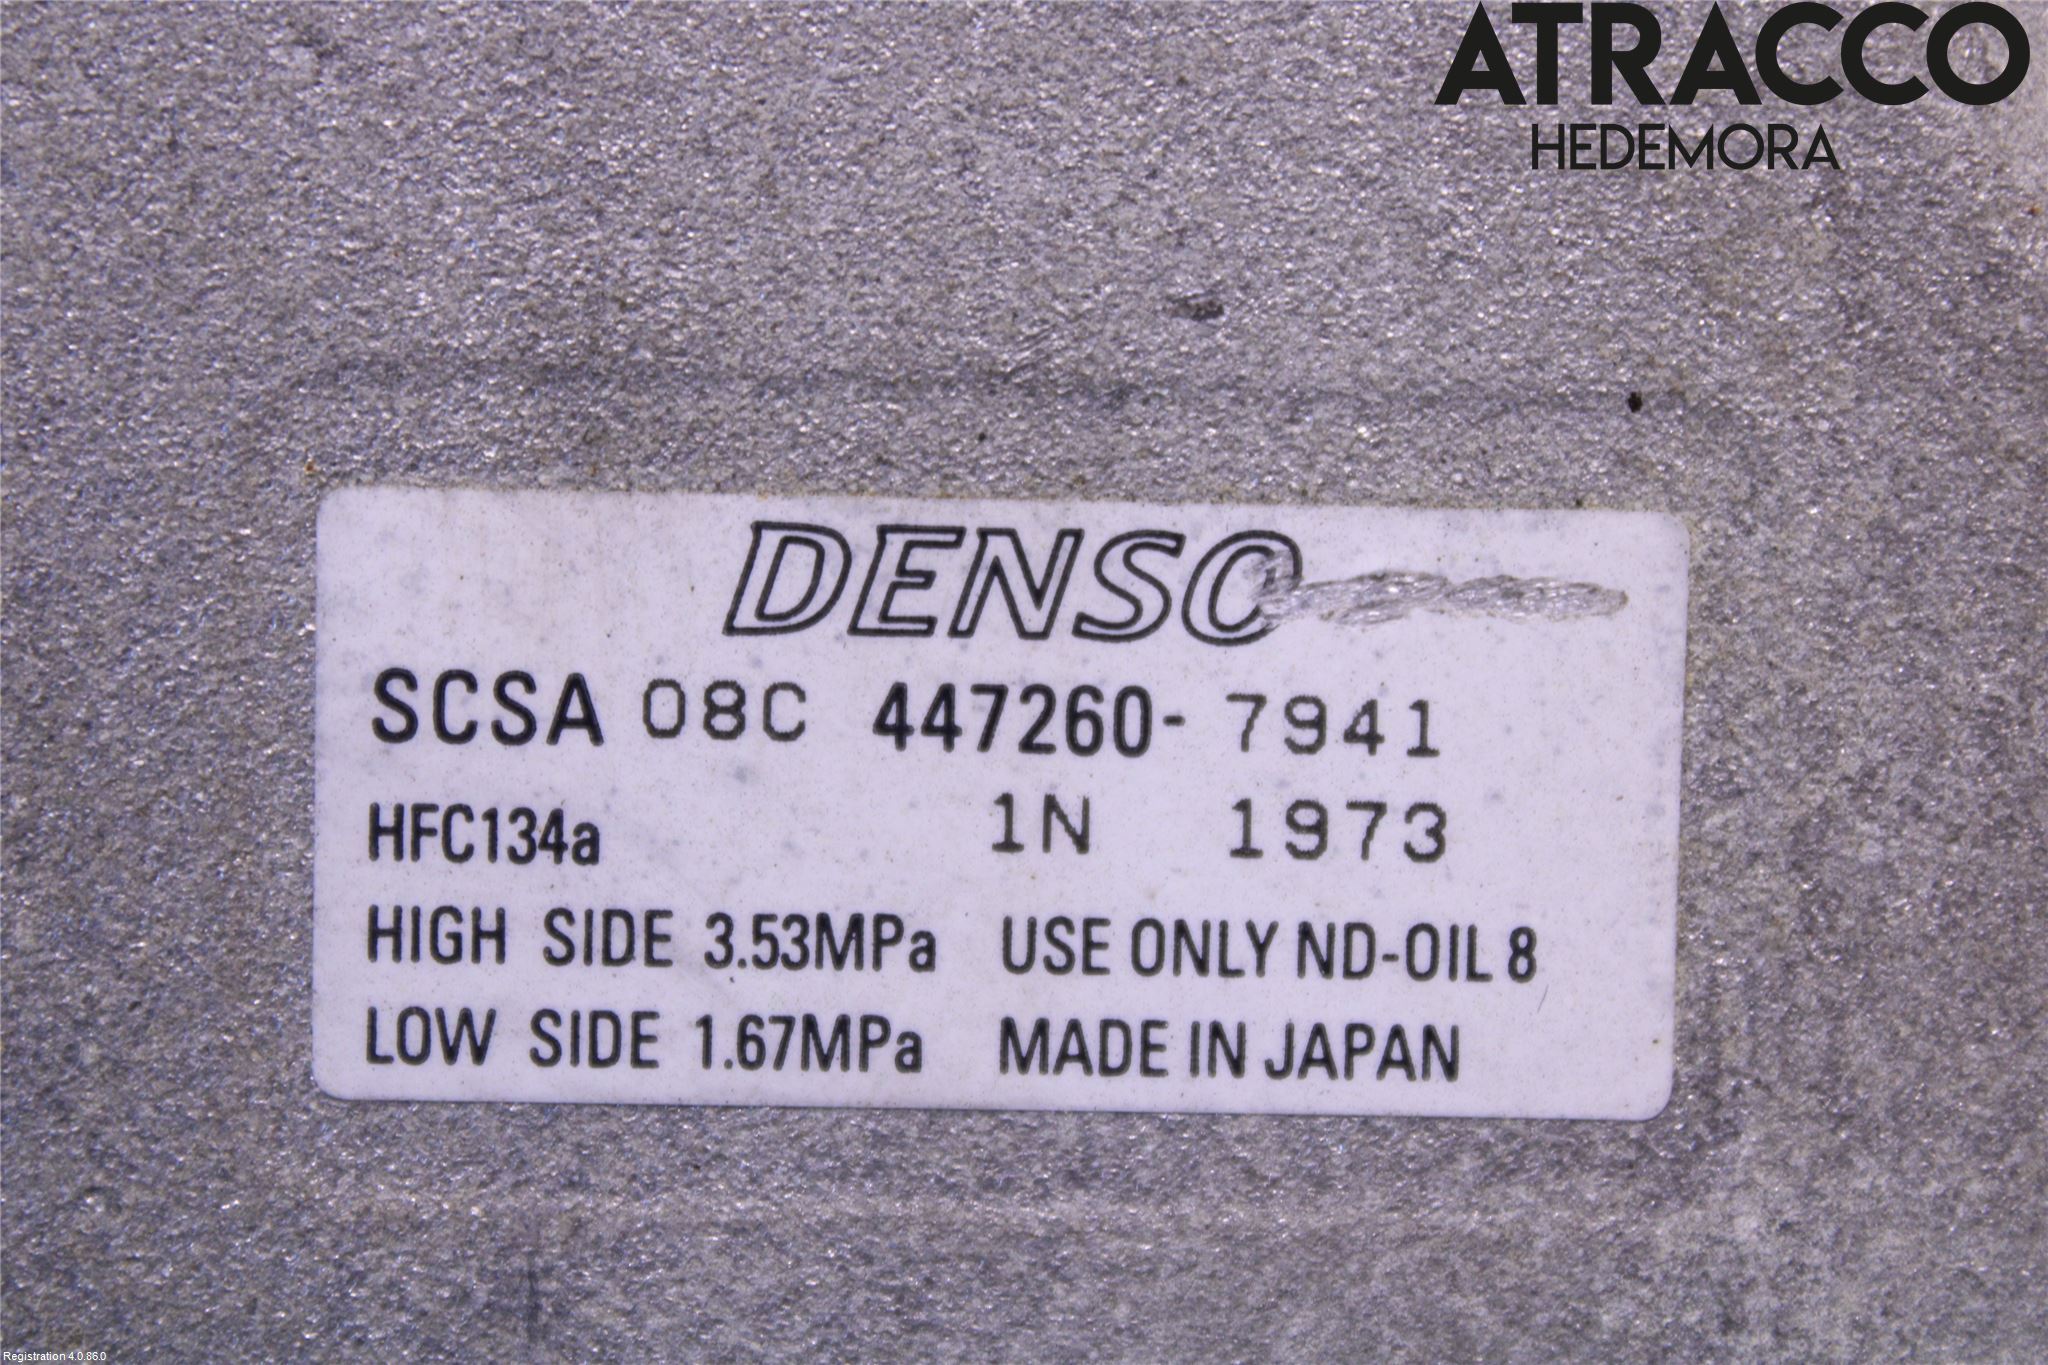 ATRACCO
HEDEMORA
DENSO
SCSA 08C 447260- 7941
HFC134a 1N 1973
HIGH SIDE 3.53MPa USE ONLY ND-OIL 8
LOW SIDE 1.67MPa MADE IN JAPAN
Registration 4.0.86.0